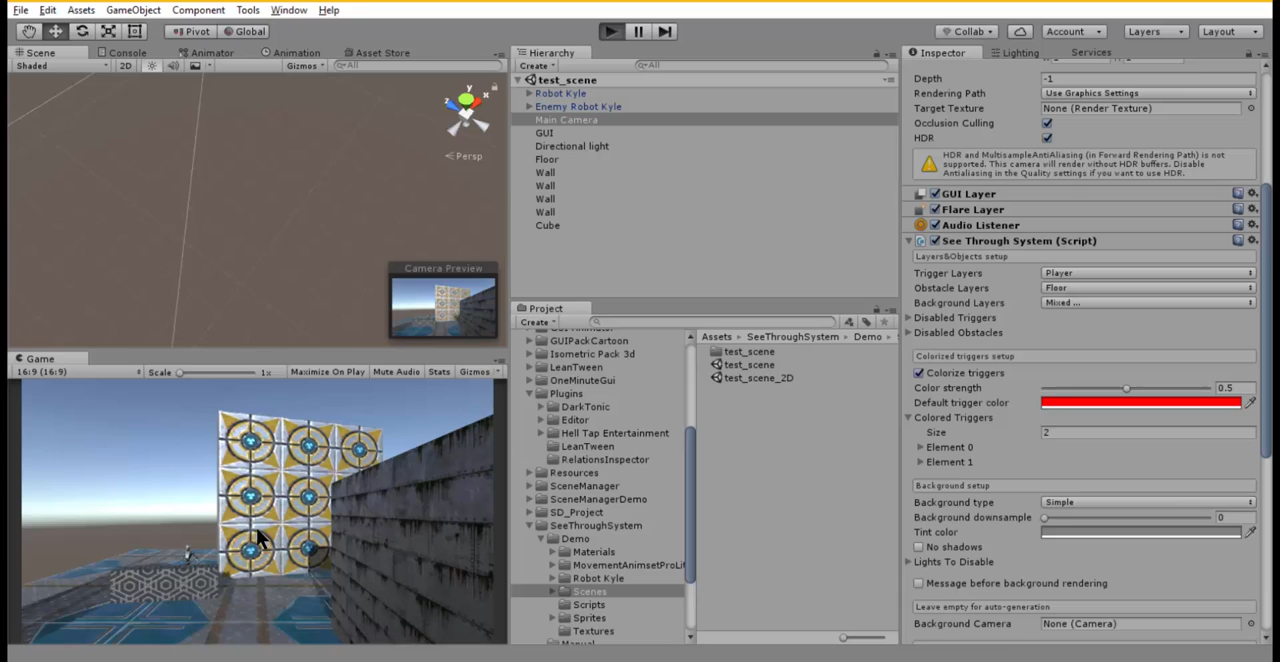 File Edit Assets GameObject Component Tools Window Help
Pivot Global Collab Account Layers Layout
Scene Console Animator Animation Asset Store
Shaded 2D Gizmos All
y
x
z
Persp
Camera Preview
Game
16:9 (16:9) Scale 1x Maximize On Play Mute Audio Stats Gizmos
Hierarchy
Create All
test_scene
Robot Kyle
Enemy Robot Kyle
Main Camera
GUI
Directional light
Floor
Wall
Wall
Wall
Wall
Cube
Project
Create
GUIPackCartoon
Isometric Pack 3d
LeanTween
OneMinuteGui
Plugins
DarkTonic
Editor
Hell Tap Entertainment
LeanTween
RelationsInspector
Resources
SceneManager
SceneManagerDemo
SD_Project
SeeThroughSystem
Demo
Materials
MovementAnimsetProLit
Robot Kyle
Scenes
Scripts
Sprites
Textures
Assets SeeThroughSystem Demo
test_scene
test_scene
test_scene_2D
Inspector Lighting Services
Depth -1
Rendering Path Use Graphics Settings
Target Texture None (Render Texture)
Occlusion Culling
HDR
HDR and MultisampleAntiAliasing (in Forward Rendering Path) is not
supported. This camera will render without HDR buffers. Disable
Antialiasing in the Quality settings if you want to use HDR.
GUI Layer
Flare Layer
Audio Listener
See Through System (Script)
Layers&Objects setup
Trigger Layers Player
Obstacle Layers Floor
Background Layers Mixed ...
Disabled Triggers
Disabled Obstacles
Colorized triggers setup
Colorize triggers
Color strength 0.5
Default trigger color
Colored Triggers
Size 2
Element 0
Element 1
Background setup
Background type Simple
Background downsample 0
Tint color
No shadows
Lights To Disable
Message before background rendering
Leave empty for auto-generation
Background Camera None (Camera)